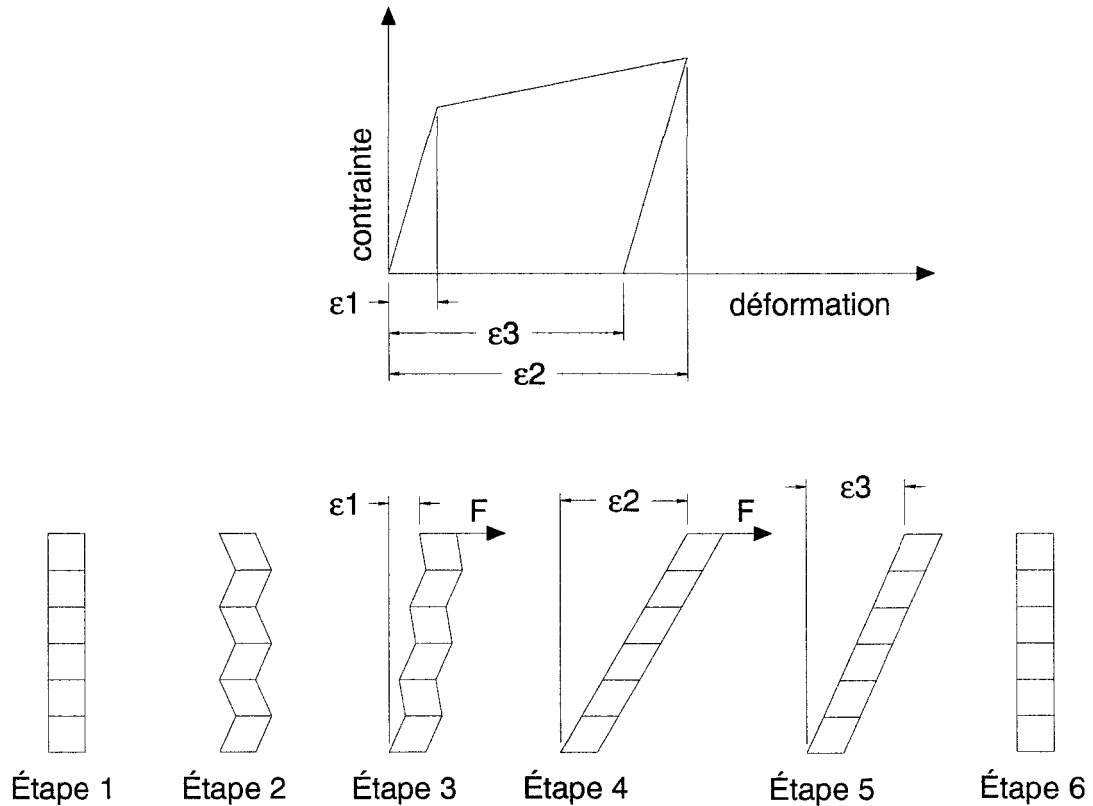 contrainte
déformation
ε1
ε3
ε2
ε1
F
ε2
F
ε3
Étape 1
Étape 2
Étape 3
Étape 4
Étape 5
Étape 6